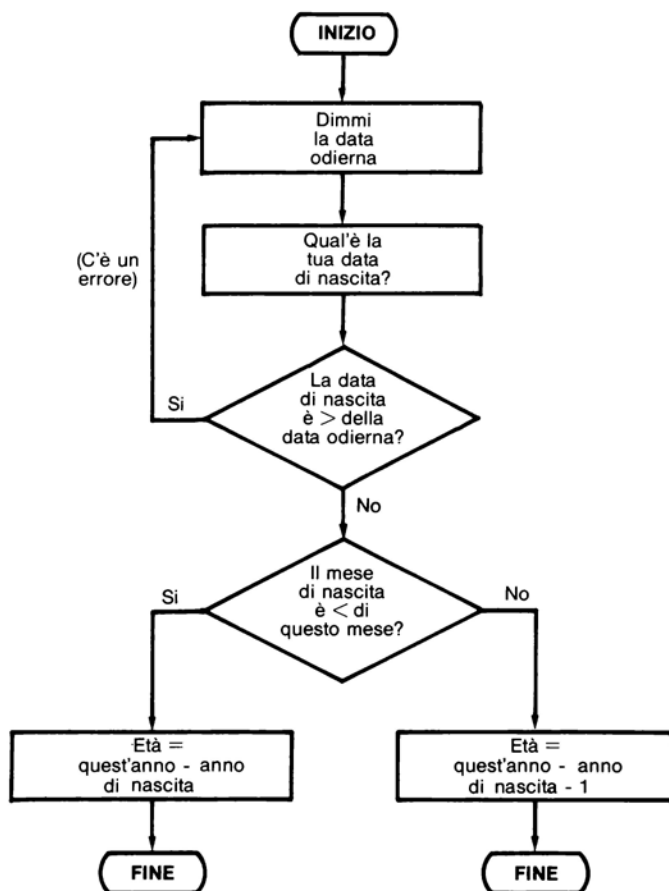 INIZIO
Dimmi
la data
odierna
(C'è un
errore)
Qual'è la
tua data
di nascita?
Si
La data
di nascita
è > della
data odierna?
No
Si
Il mese
di nascita
è < di
questo mese?
No
Età =
quest'anno - anno
di nascita
Età =
quest'anno - anno
di nascita - 1
FINE
FINE